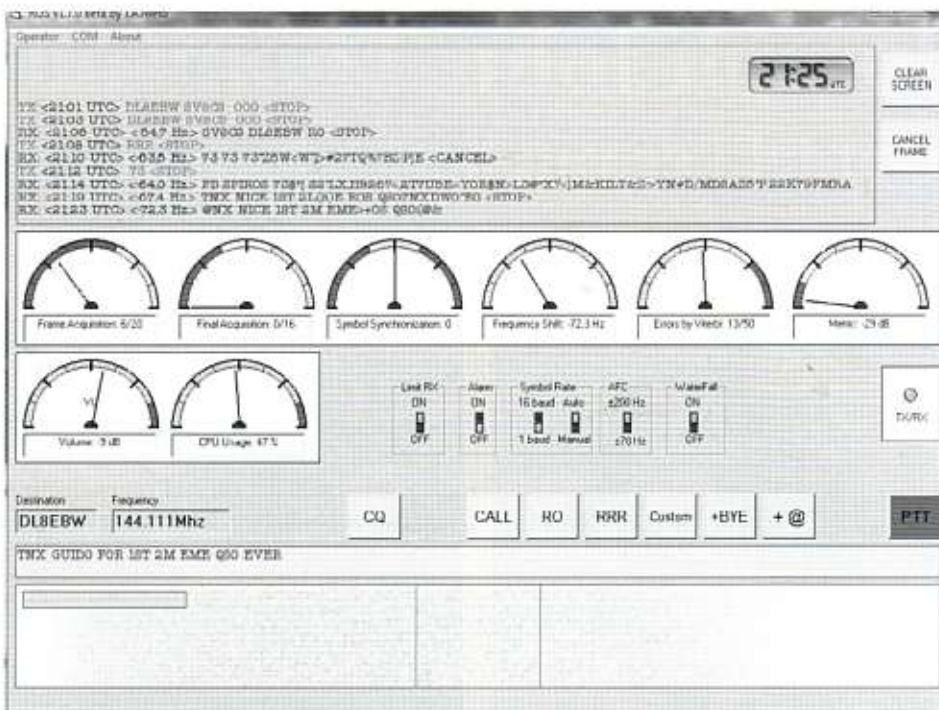 Operator COM About
21:25 UTC
CLEAR SCREEN
CANCEL FRAME
TX <2101 UTC> DL8EBW SV8CS OOO <STOP>
TX <2103 UTC> DL8EBW SV8CS OOO <STOP>
RX <2106 UTC> <64.7 Hz> SV8CS DL8EBW RO <STOP>
TX <2108 UTC> RRR <STOP>
RX <2110 UTC> <63.5 Hz> 73 73 <CANCEL>
TX <2112 UTC> 73 <STOP>
RX <2114 UTC> <64.0 Hz> SPIROS
RX <2119 UTC> <67.4 Hz> TNX NICE 1ST <STOP>
RX <2123 UTC> <-72.3 Hz> @NX NICE 1ST 2M EME
Frame Acquisition: 6/20
Final Acquisition: 0/16
Symbol Synchronization: 0
Frequency Shift: -72.3 Hz
Errors by Viterbi: 13/50
Metric: -29 dB
VU
Volume: -9 dB
CPU Usage: 47 %
Limit RX
ON
OFF
Alarm
ON
OFF
Symbol Rate
16 baud Auto
1 baud Manual
AFC
±200 Hz
±70 Hz
WaterFall
ON
OFF
TX/RX
Destination
DL8EBW
Frequency
144.111Mhz
CQ
CALL
RO
RRR
Custom
+BYE
+ @
PTT
TNX GUIDO FOR 1ST 2M EME QSO EVER